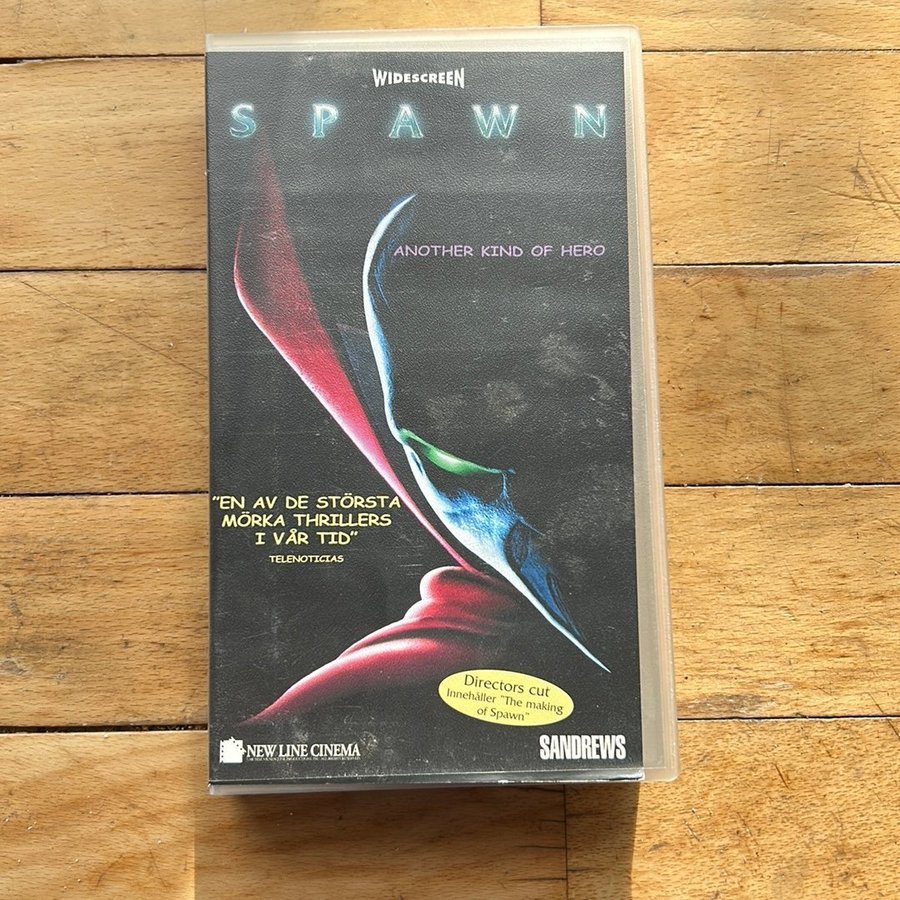 WIDESCREEN
SPAWN
ANOTHER KIND OF HERO
"EN AV DE STÖRSTA
MÖRKA THRILLERS
I VÅR TID"
TELENOTICIAS
Directors cut
Innehåller "The making
of Spawn"
NEW LINE CINEMA
SANDREWS